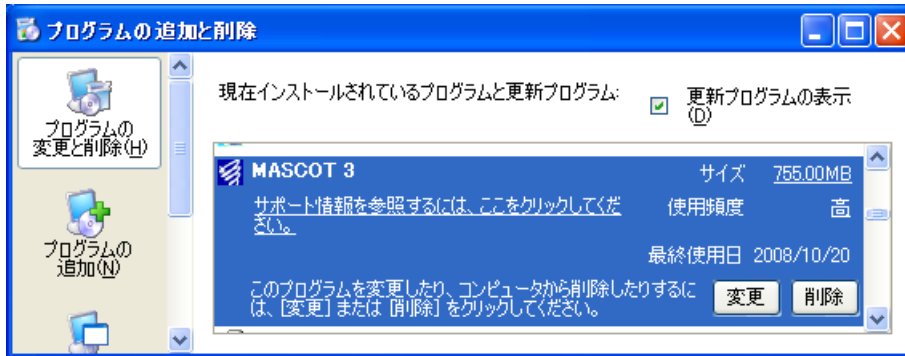 プログラムの追加と削除
プログラムの
変更と削除(H)
プログラムの
追加(N)
現在インストールされているプログラムと更新プログラム:
更新プログラムの表示
(D)
MASCOT 3
サイズ 755.00MB
サポート情報を参照するには、ここをクリックしてくだ
さい。
使用頻度 高
最終使用日 2008/10/20
このプログラムを変更したり、コンピュータから削除したりするに
は、[変更] または [削除] をクリックしてください。
変更 削除